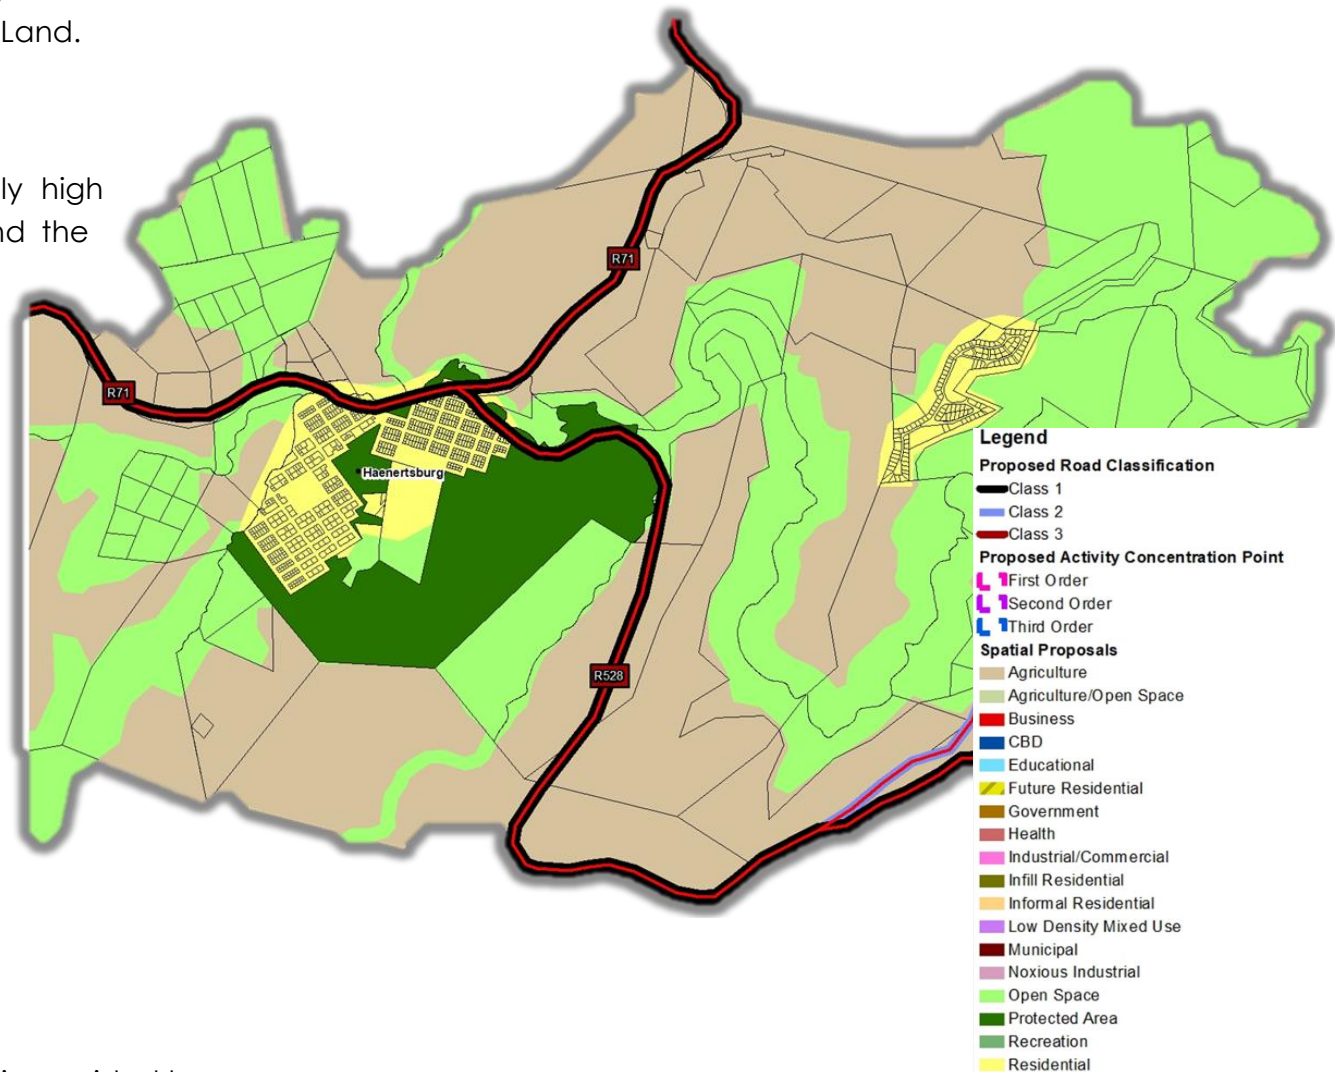 Land.
ly high
nd the
R71
R71
Haenertsburg
R528
Legend
Proposed Road Classification
Class 1
Class 2
Class 3
Proposed Activity Concentration Point
First Order
Second Order
Third Order
Spatial Proposals
Agriculture
Agriculture/Open Space
Business
CBD
Educational
Future Residential
Government
Health
Industrial/Commercial
Infill Residential
Informal Residential
Low Density Mixed Use
Municipal
Noxious Industrial
Open Space
Protected Area
Recreation
Residential